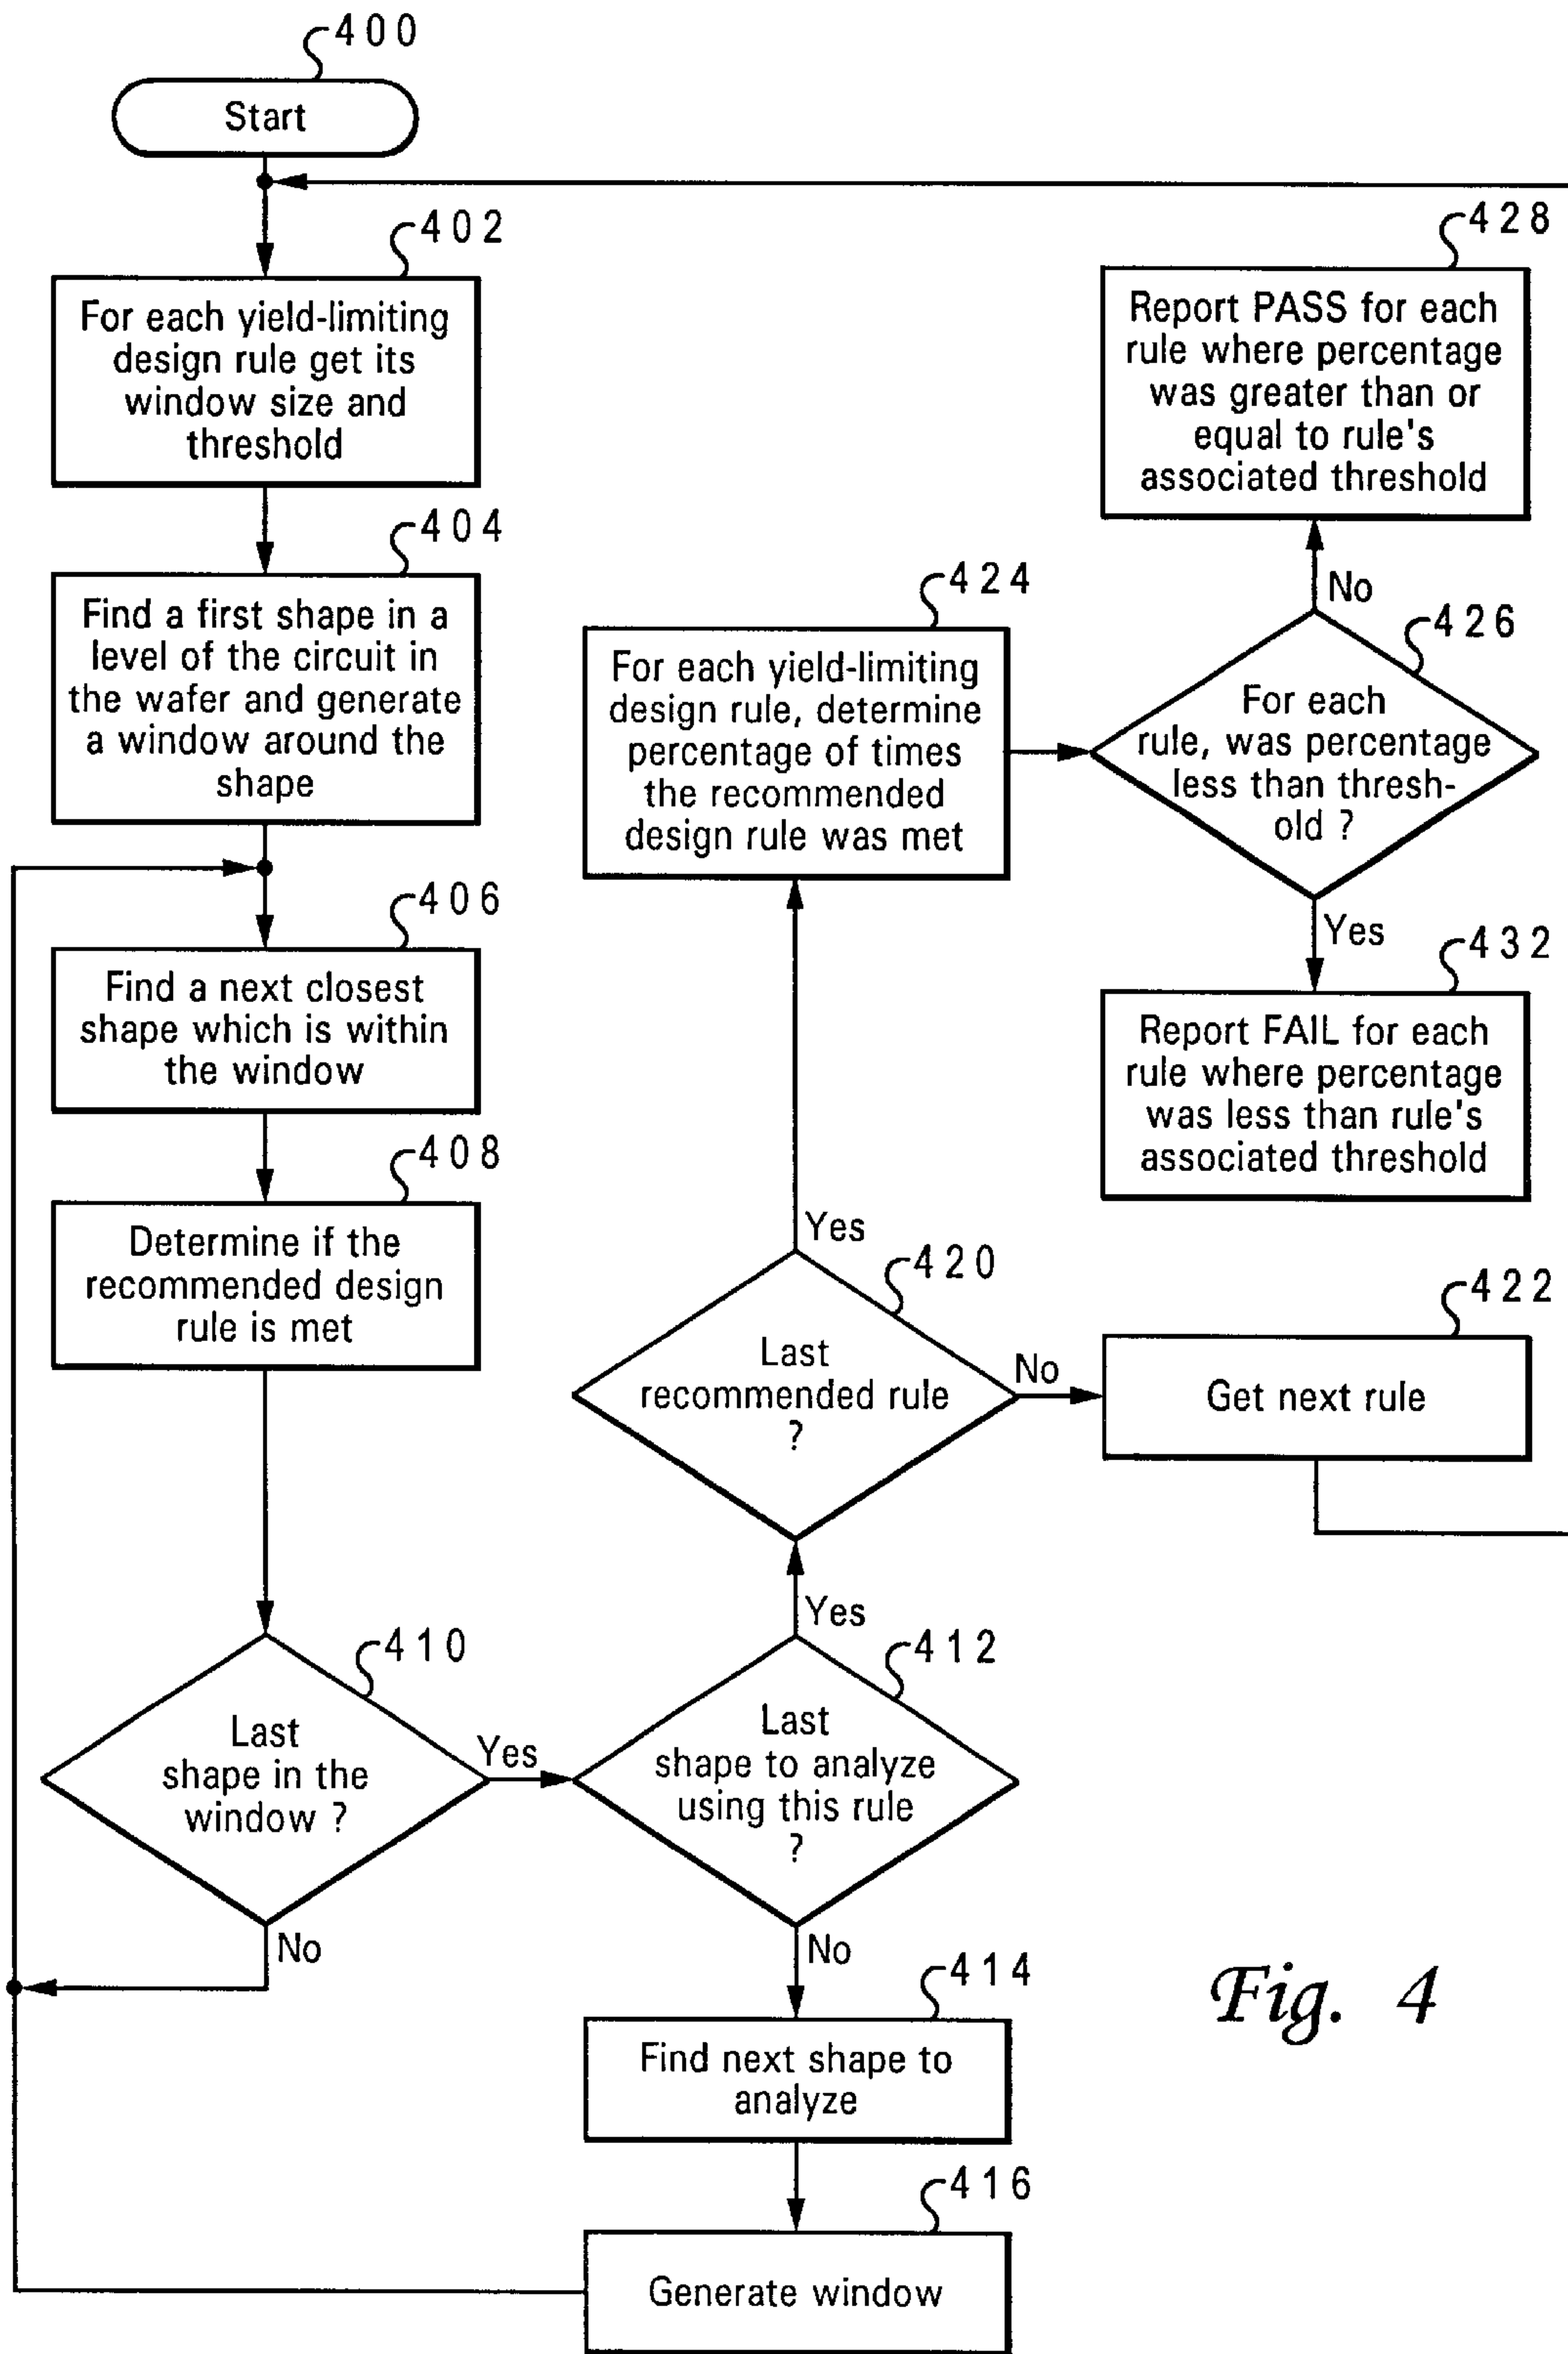 400
Start
402
For each yield-limiting
design rule get its
window size and
threshold
404
Find a first shape in a
level of the circuit in
the wafer and generate
a window around the
shape
406
Find a next closest
shape which is within
the window
408
Determine if the
recommended design
rule is met
410
Last
shape in the
window ?
Yes
No
412
Last
shape to analyze
using this rule
?
Yes
No
414
Find next shape to
analyze
416
Generate window
420
Last
recommended rule
?
Yes
No
422
Get next rule
424
For each yield-limiting
design rule, determine
percentage of times
the recommended
design rule was met
426
For each
rule, was percentage
less than thresh-
old ?
No
Yes
428
Report PASS for each
rule where percentage
was greater than or
equal to rule's
associated threshold
432
Report FAIL for each
rule where percentage
was less than rule's
associated threshold
Fig. 4